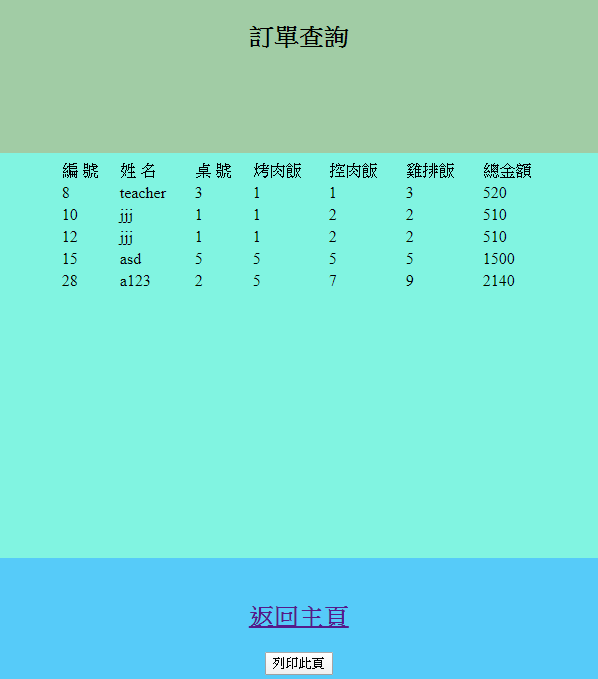 訂單查詢
編 號 姓 名 桌 號 烤肉飯 控肉飯 雞排飯 總金額
8 teacher 3 1 1 3 520
10 jjj 1 1 2 2 510
12 jjj 1 1 2 2 510
15 asd 5 5 5 5 1500
28 a123 2 5 7 9 2140
返回主頁
列印此頁